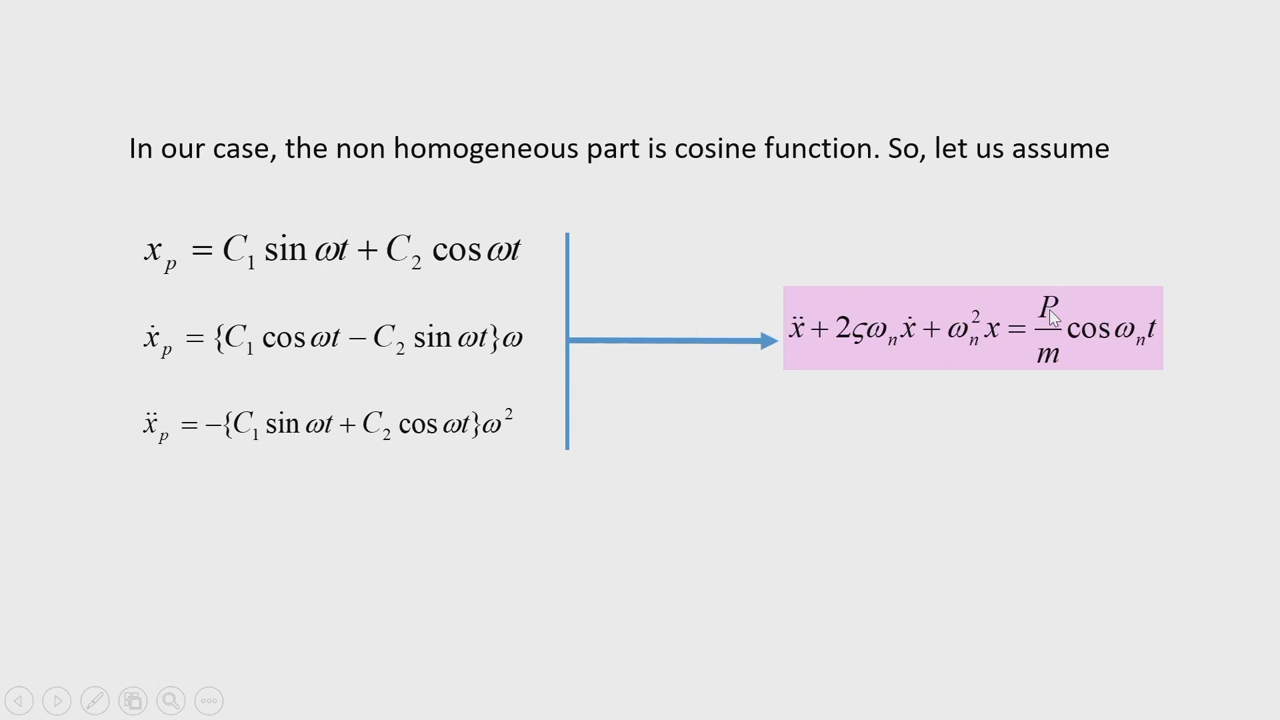 In our case, the non homogeneous part is cosine function. So, let us assume
x_p = C_1 sin ωt + C_2 cos ωt
ẋ_p = {C_1 cos ωt − C_2 sin ωt}ω
ẍ_p = −{C_1 sin ωt + C_2 cos ωt}ω^2
ẍ + 2ςω_n ẋ + ω_n^2 x = P/m cos ω_n t